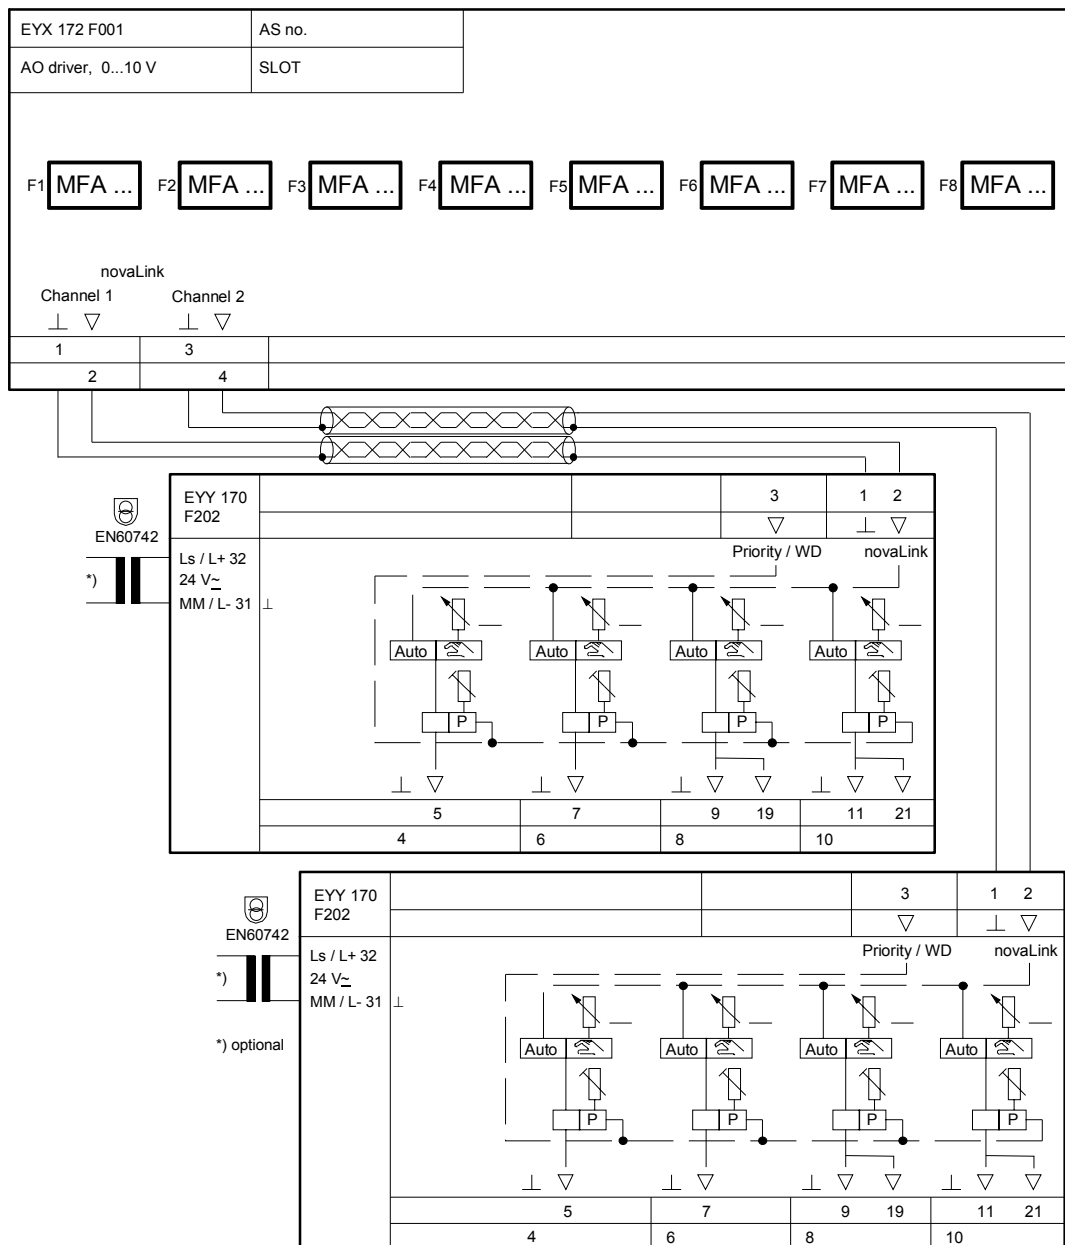 EYX 172 F001 AS no.
AO driver, 0...10 V SLOT
F1 MFA ... F2 MFA ... F3 MFA ... F4 MFA ... F5 MFA ... F6 MFA ... F7 MFA ... F8 MFA ...
novaLink
Channel 1 Channel 2
1 3
2 4
EYY 170
F202
3 1 2
EN60742
Priority / WD novaLink
Ls / L+ 32
*) 24 V~
MM / L- 31
Auto Auto Auto Auto
P P P P
5 7 9 19 11 21
4 6 8 10
EYY 170
F202
3 1 2
EN60742
Priority / WD novaLink
Ls / L+ 32
*) 24 V~
MM / L- 31
*) optional
Auto Auto Auto Auto
P P P P
5 7 9 19 11 21
4 6 8 10